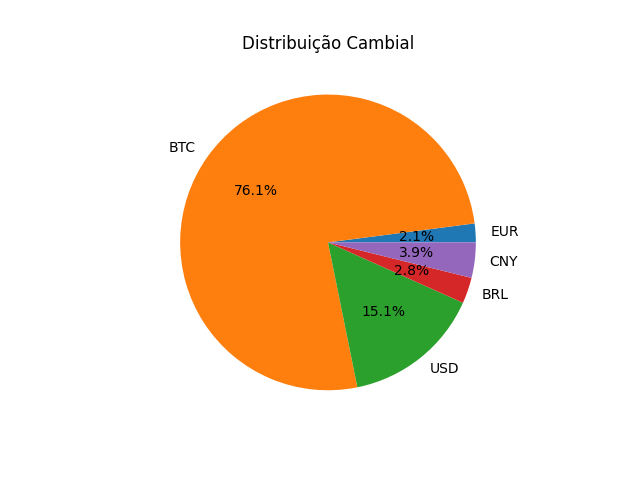 Distribuição Cambial
BTC
76.1%
EUR
2.1%
CNY
3.9%
BRL
2.8%
USD
15.1%